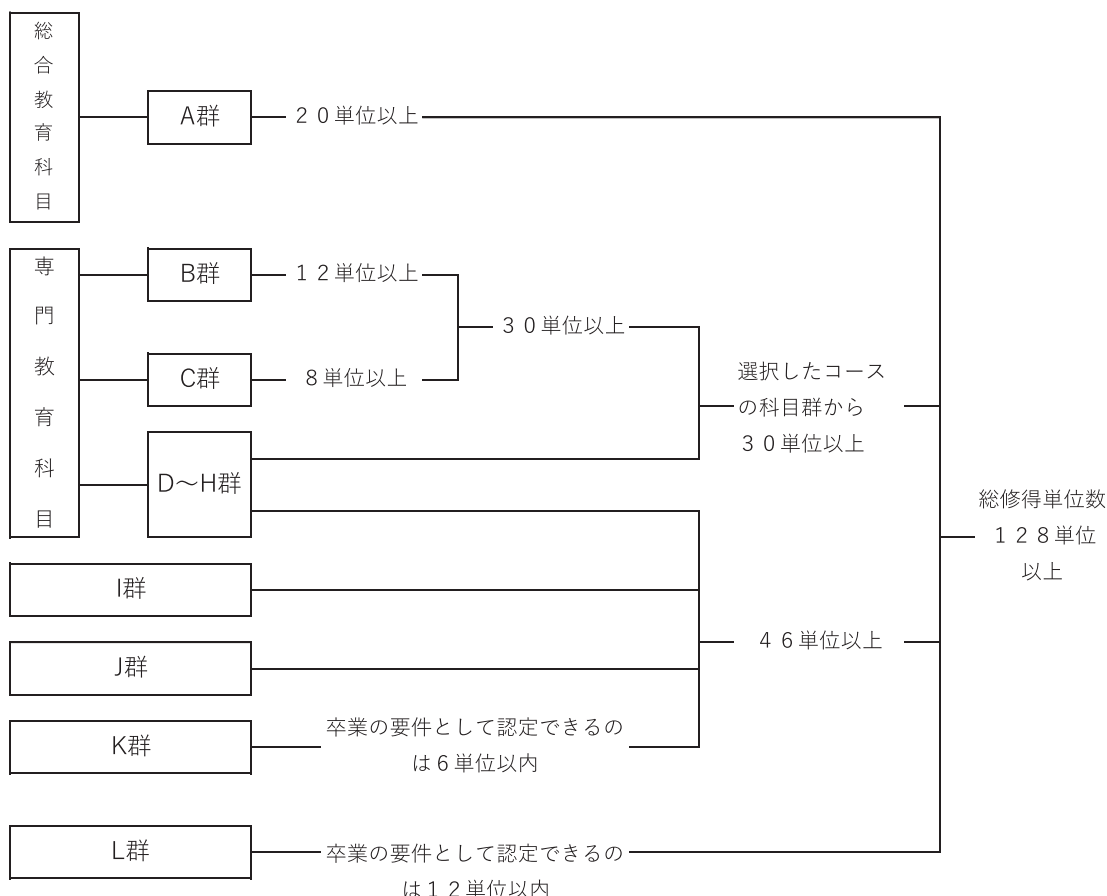 総合教育科目
A群
２０単位以上
専門教育科目
B群
１２単位以上
３０単位以上
C群
８単位以上
選択したコース
の科目群から
３０単位以上
D～H群
総修得単位数
１２８単位
以上
I群
J群
４６単位以上
K群
卒業の要件として認定できるの
は６単位以内
L群
卒業の要件として認定できるの
は１２単位以内